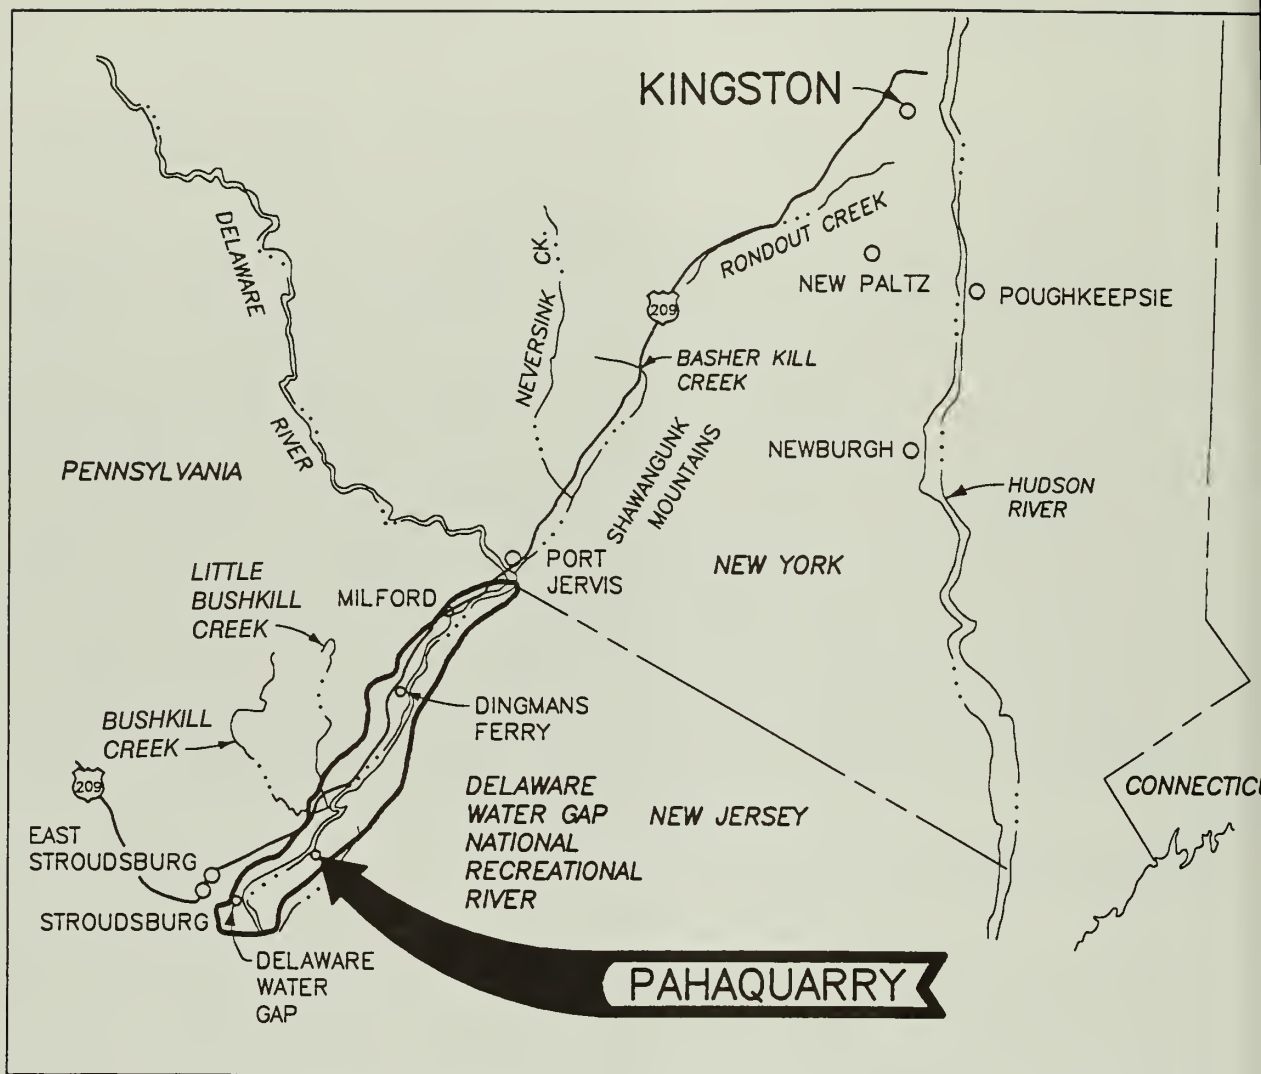 KINGSTON
DELAWARE
RIVER
NEVERSINK CK.
RONDOUT CREEK
NEW PALTZ
POUGHKEEPSIE
209
BASHER KILL
CREEK
SHAWANGUNK
MOUNTAINS
NEWBURGH
HUDSON
RIVER
PENNSYLVANIA
NEW YORK
PORT
JERVIS
LITTLE
BUSHKILL
CREEK
MILFORD
DINGMANS
FERRY
BUSHKILL
CREEK
209
EAST
STROUDSBURG
STROUDSBURG
DELAWARE
WATER GAP
NATIONAL
RECREATIONAL
RIVER
NEW JERSEY
CONNECTIC
DELAWARE
WATER
GAP
PAHAQUARRY